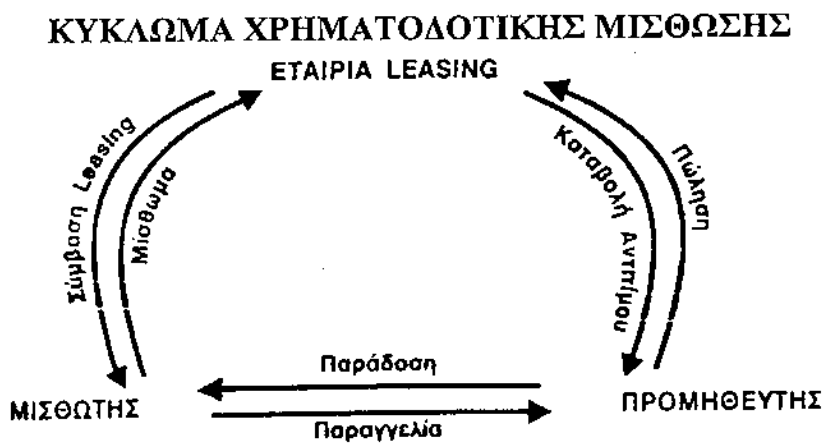 ΚΥΚΛΩΜΑ ΧΡΗΜΑΤΟΔΟΤΙΚΗΣ ΜΙΣΘΩΣΗΣ
ΕΤΑΙΡΙΑ LEASING
Σύμβαση Leasing
Μίσθωμα
Καταβολή Αντιτίμου
Πώληση
Παράδοση
ΜΙΣΘΩΤΗΣ
ΠΡΟΜΗΘΕΥΤΗΣ
Παραγγελία